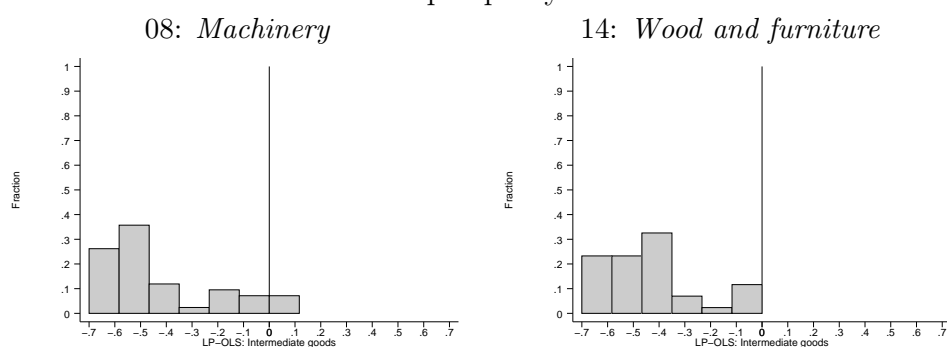 08: Machinery
14: Wood and furniture
1
.9
.8
.7
.6
.5
.4
.3
.2
.1
0
Fraction
−.7 −.6 −.5 −.4 −.3 −.2 −.1 0 .1 .2 .3 .4 .5 .6 .7
LP−OLS: Intermediate goods
1
.9
.8
.7
.6
.5
.4
.3
.2
.1
0
Fraction
−.7 −.6 −.5 −.4 −.3 −.2 −.1 0 .1 .2 .3 .4 .5 .6 .7
LP−OLS: Intermediate goods